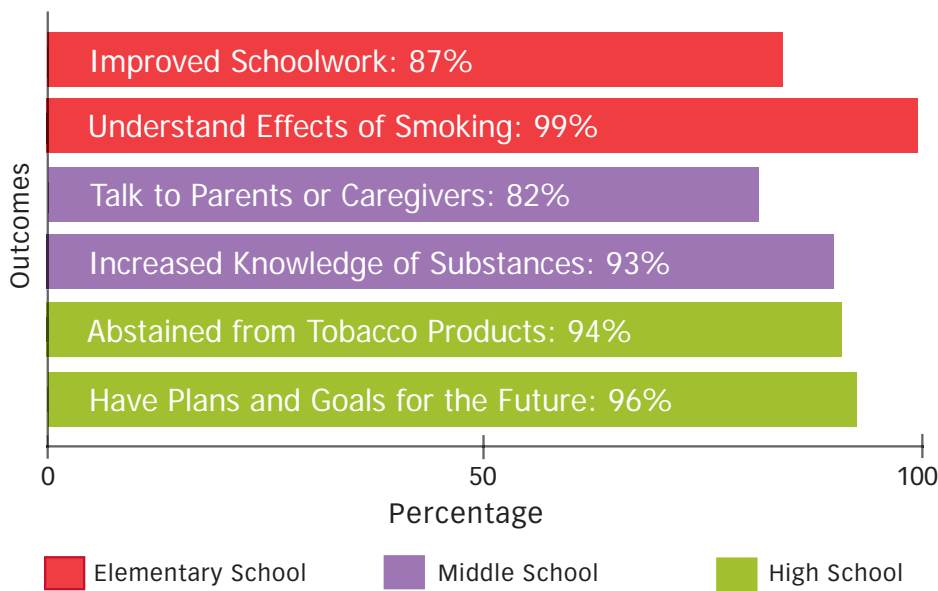 Improved Schoolwork: 87%
Understand Effects of Smoking: 99%
Talk to Parents or Caregivers: 82%
Increased Knowledge of Substances: 93%
Abstained from Tobacco Products: 94%
Have Plans and Goals for the Future: 96%
Outcomes
0 50 100
Percentage
Elementary School Middle School High School